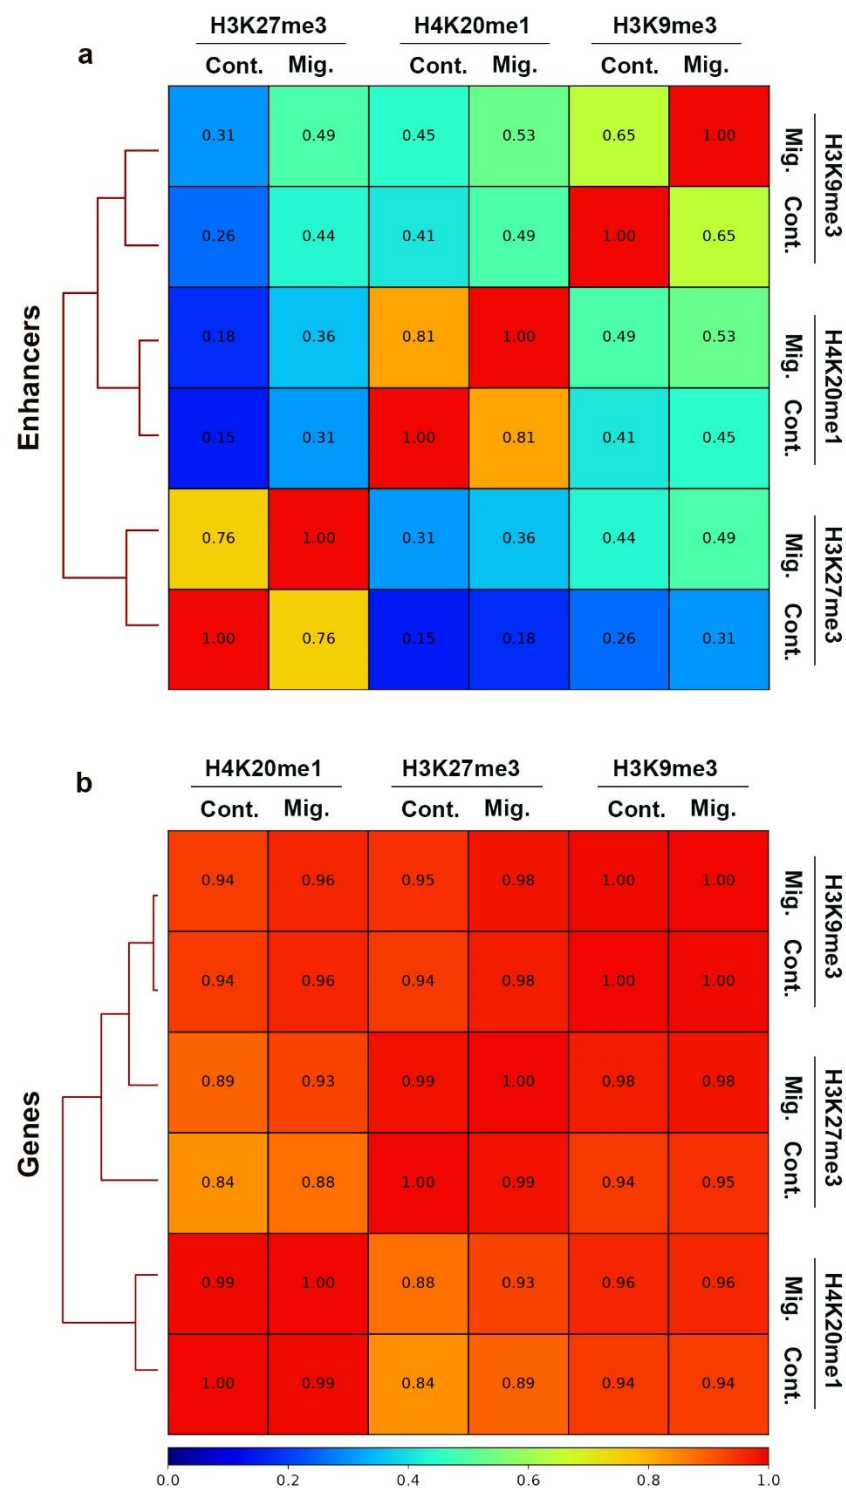 a
H3K27me3 H4K20me1 H3K9me3
Cont. Mig. Cont. Mig. Cont. Mig.
0.31 0.49 0.45 0.53 0.65 1.00
0.26 0.44 0.41 0.49 1.00 0.65
0.18 0.36 0.81 1.00 0.49 0.53
0.15 0.31 1.00 0.81 0.41 0.45
0.76 1.00 0.31 0.36 0.44 0.49
1.00 0.76 0.15 0.18 0.26 0.31
Enhancers
Mig. Cont. Mig. Cont. Mig. Cont.
H3K9me3 H4K20me1 H3K27me3
b
H4K20me1 H3K27me3 H3K9me3
Cont. Mig. Cont. Mig. Cont. Mig.
0.94 0.96 0.95 0.98 1.00 1.00
0.94 0.96 0.94 0.98 1.00 1.00
0.89 0.93 0.99 1.00 0.98 0.98
0.84 0.88 1.00 0.99 0.94 0.95
0.99 1.00 0.88 0.93 0.96 0.96
1.00 0.99 0.84 0.89 0.94 0.94
Genes
Mig. Cont. Mig. Cont. Mig. Cont.
H3K9me3 H3K27me3 H4K20me1
0.0 0.2 0.4 0.6 0.8 1.0